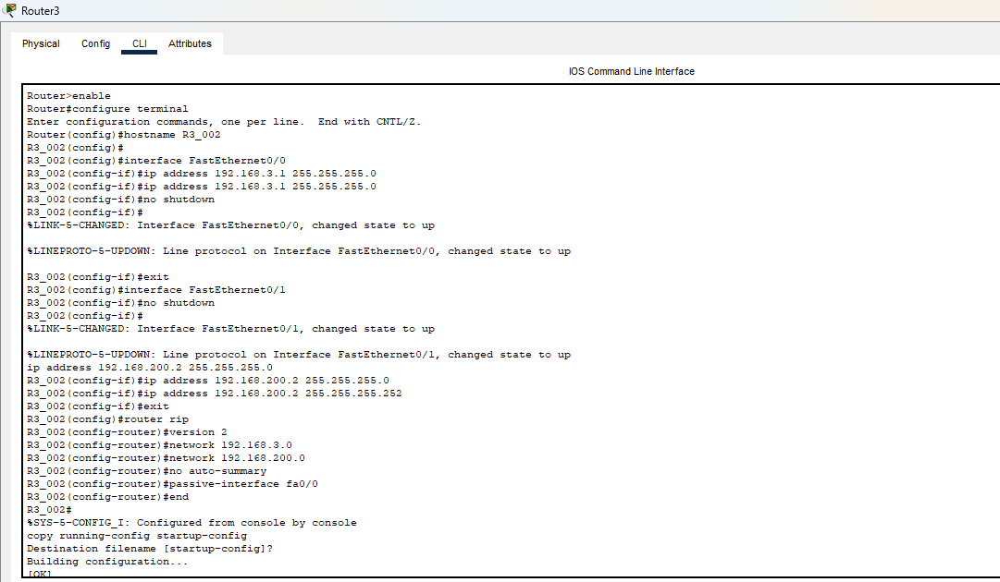 Router3
Physical Config CLI Attributes
IOS Command Line Interface
Router>enable
Router#configure terminal
Enter configuration commands, one per line.  End with CNTL/Z.
Router(config)#hostname R3_002
R3_002(config)#
R3_002(config)#interface FastEthernet0/0
R3_002(config-if)#ip address 192.168.3.1 255.255.255.0
R3_002(config-if)#ip address 192.168.3.1 255.255.255.0
R3_002(config-if)#no shutdown
R3_002(config-if)#
%LINK-5-CHANGED: Interface FastEthernet0/0, changed state to up
%LINEPROTO-5-UPDOWN: Line protocol on Interface FastEthernet0/0, changed state to up
R3_002(config-if)#exit
R3_002(config)#interface FastEthernet0/1
R3_002(config-if)#no shutdown
R3_002(config-if)#
%LINK-5-CHANGED: Interface FastEthernet0/1, changed state to up
%LINEPROTO-5-UPDOWN: Line protocol on Interface FastEthernet0/1, changed state to up
ip address 192.168.200.2 255.255.255.0
R3_002(config-if)#ip address 192.168.200.2 255.255.255.0
R3_002(config-if)#ip address 192.168.200.2 255.255.255.252
R3_002(config-if)#exit
R3_002(config)#router rip
R3_002(config-router)#version 2
R3_002(config-router)#network 192.168.3.0
R3_002(config-router)#network 192.168.200.0
R3_002(config-router)#no auto-summary
R3_002(config-router)#passive-interface fa0/0
R3_002(config-router)#end
R3_002#
%SYS-5-CONFIG_I: Configured from console by console
copy running-config startup-config
Destination filename [startup-config]?
Building configuration...
[OK]